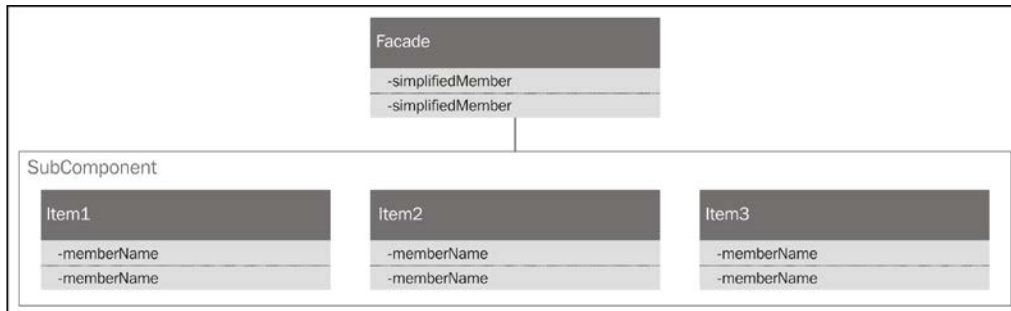 Facade
-simplifiedMember
-simplifiedMember
SubComponent
Item1
-memberName
-memberName
Item2
-memberName
-memberName
Item3
-memberName
-memberName